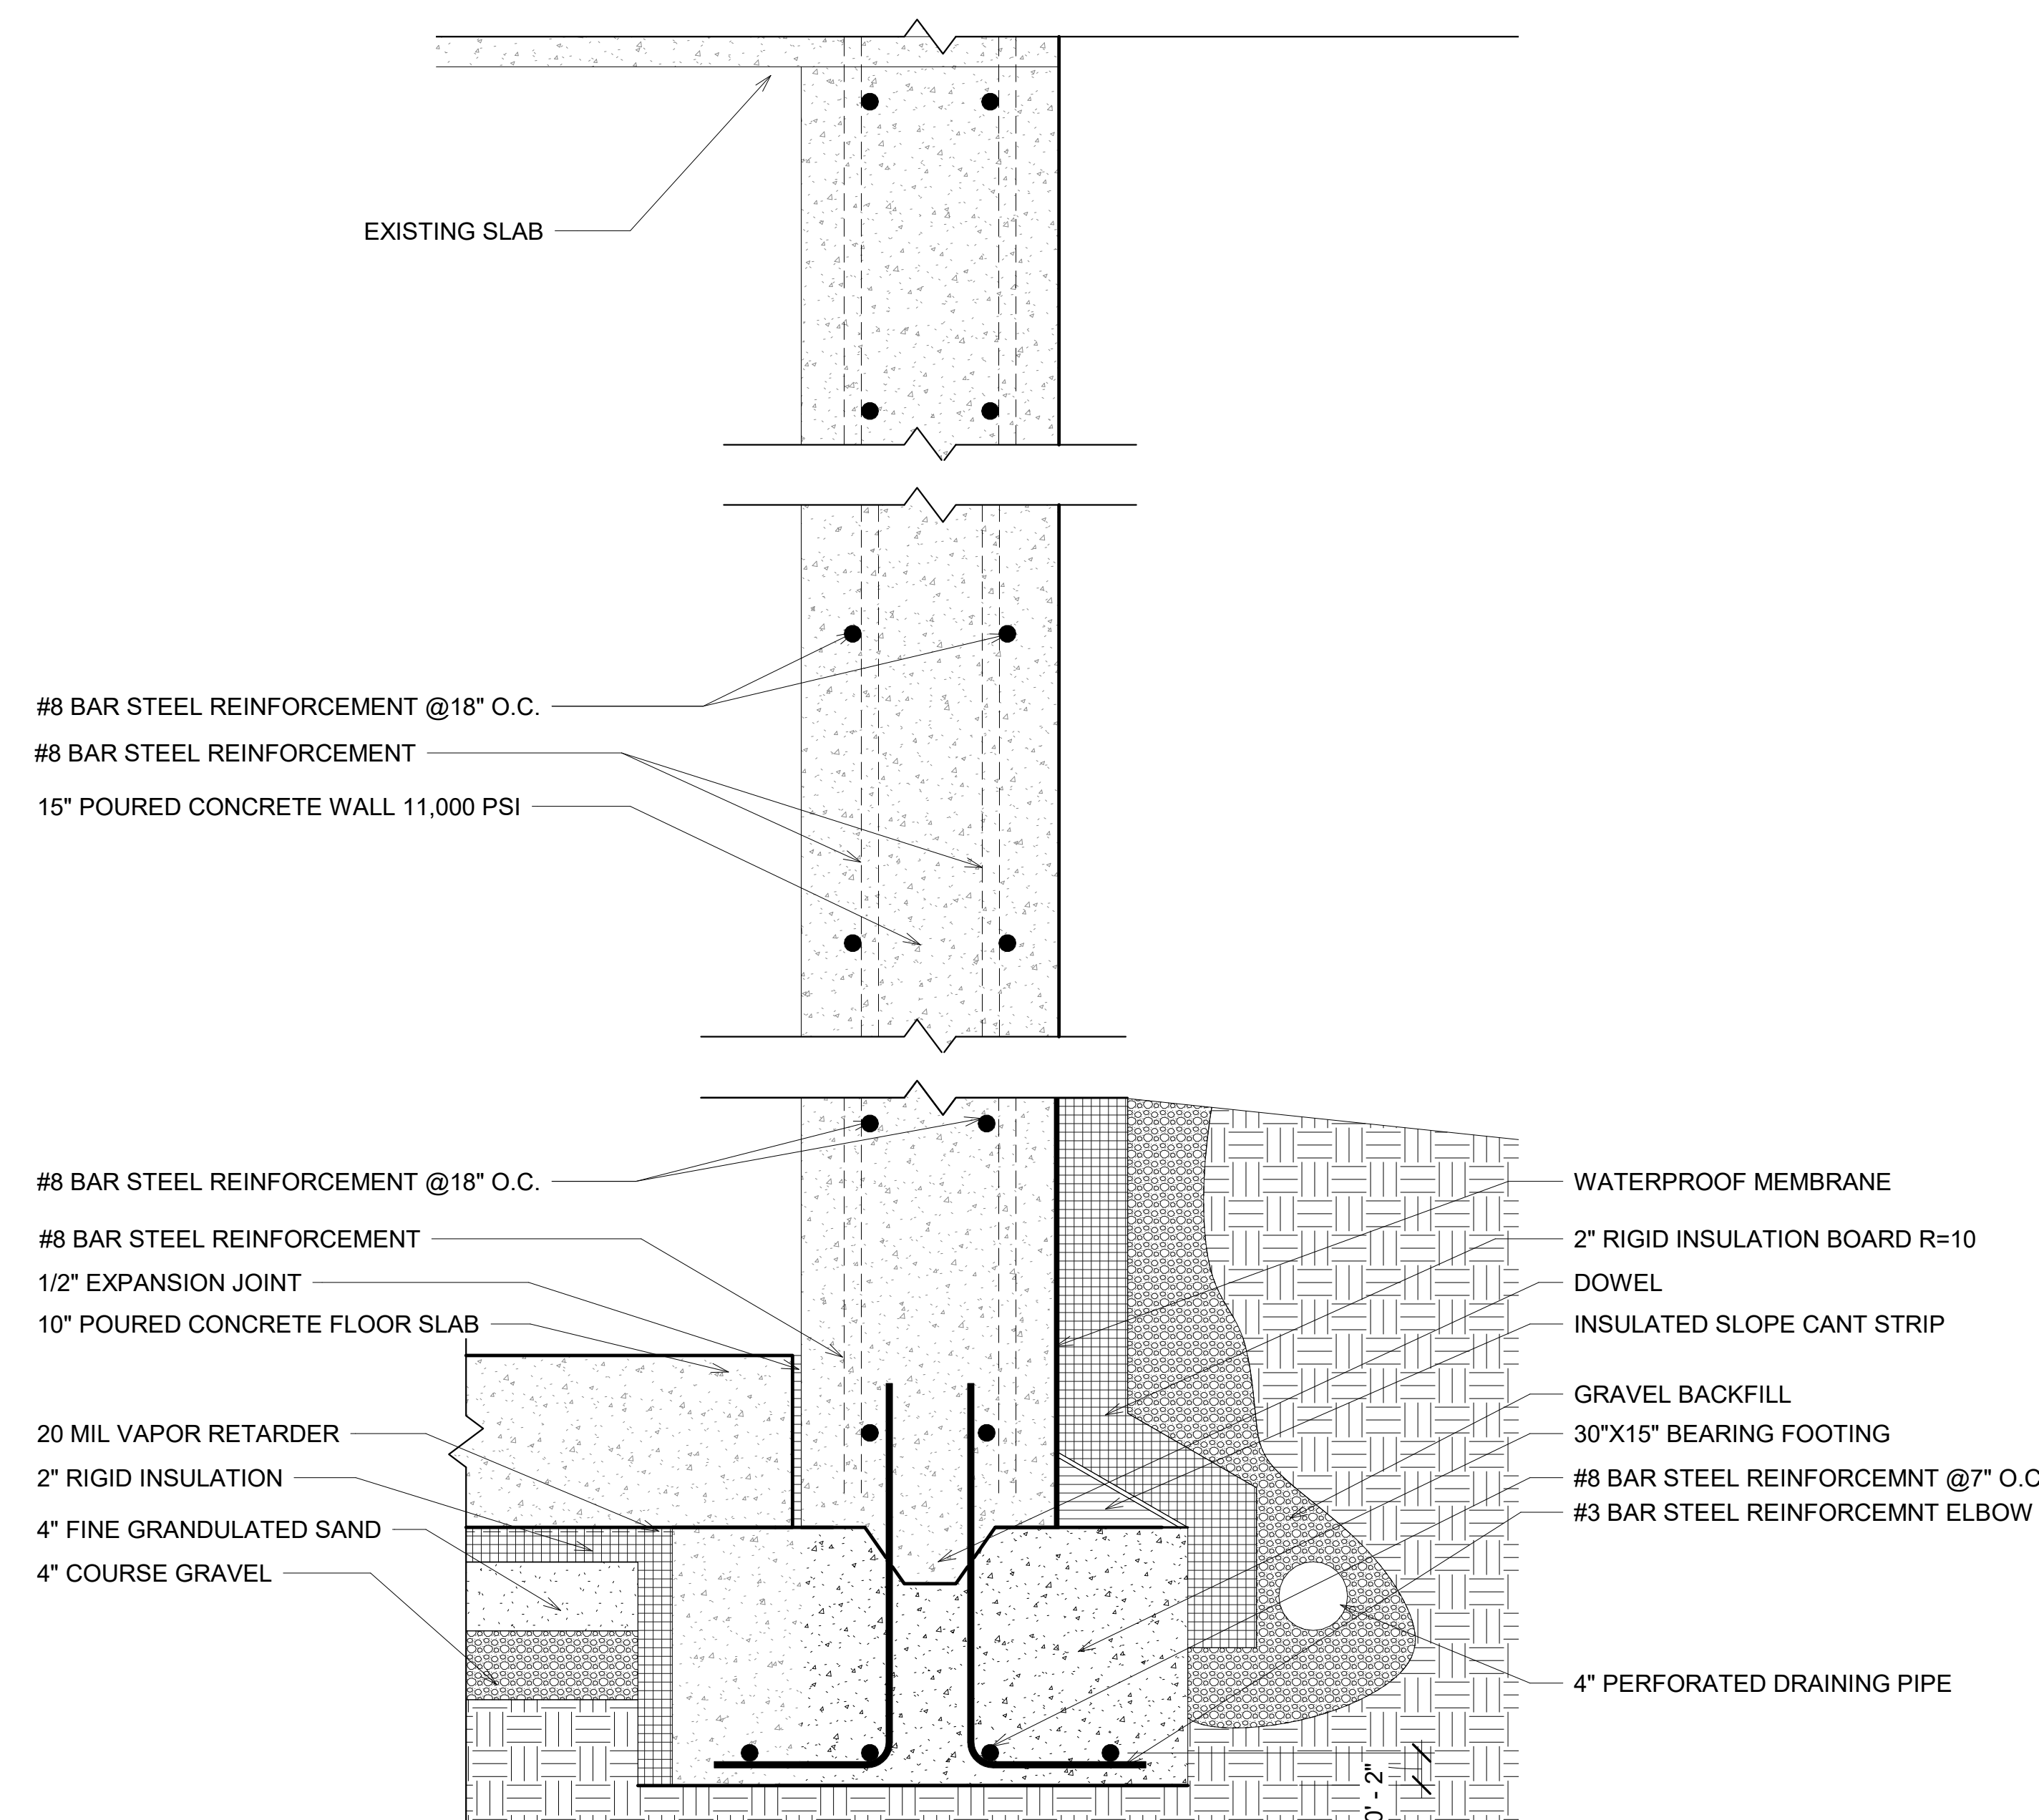 EXISTING SLAB
#8 BAR STEEL REINFORCEMENT @18" O.C.
#8 BAR STEEL REINFORCEMENT
15" POURED CONCRETE WALL 11,000 PSI
#8 BAR STEEL REINFORCEMENT @18" O.C.
#8 BAR STEEL REINFORCEMENT
1/2" EXPANSION JOINT
10" POURED CONCRETE FLOOR SLAB
20 MIL VAPOR RETARDER
2" RIGID INSULATION
4" FINE GRANDULATED SAND
4" COURSE GRAVEL
WATERPROOF MEMBRANE
2" RIGID INSULATION BOARD R=10
DOWEL
INSULATED SLOPE CANT STRIP
GRAVEL BACKFILL
30"X15" BEARING FOOTING
#8 BAR STEEL REINFORCEMNT @7" O.C
#3 BAR STEEL REINFORCEMNT ELBOW
4" PERFORATED DRAINING PIPE
0' - 2"